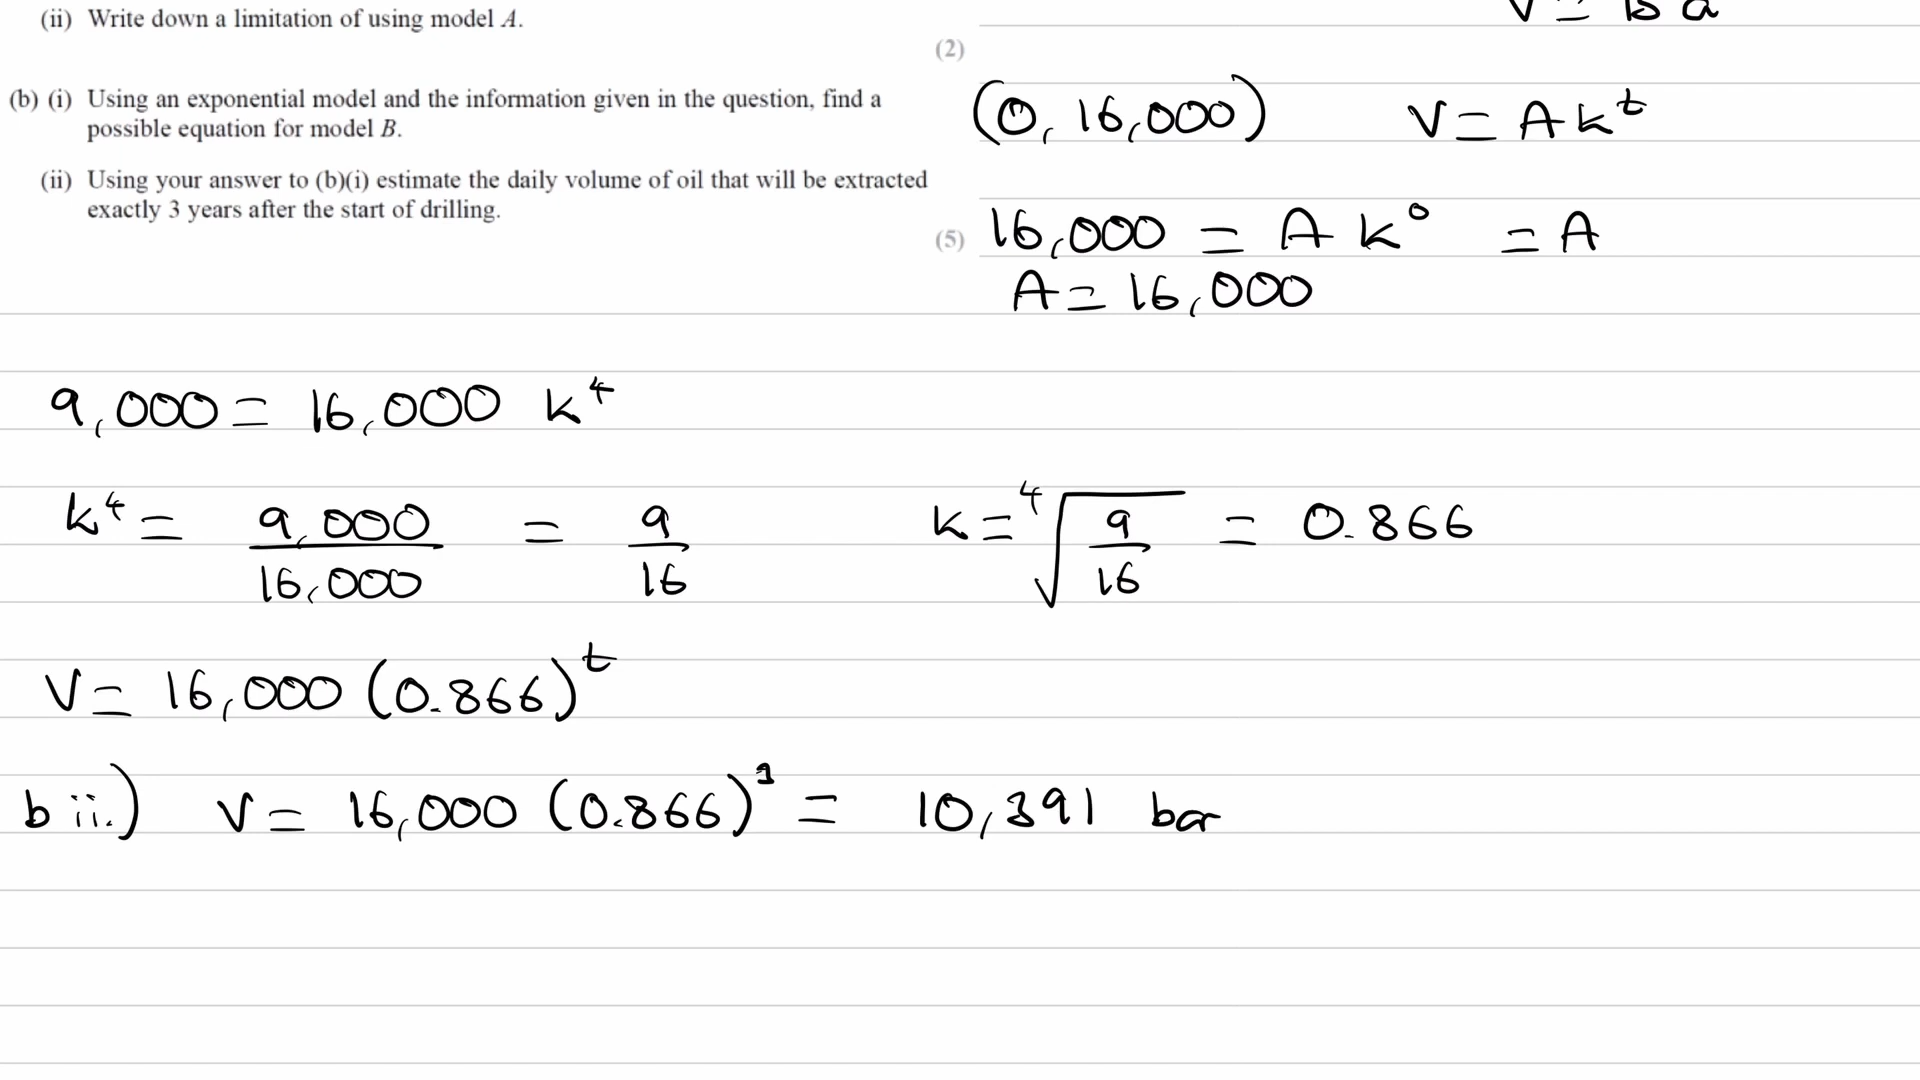 (ii) Write down a limitation of using model A.
(2)
V = B a
(b) (i) Using an exponential model and the information given in the question, find a
possible equation for model B.
(ii) Using your answer to (b)(i) estimate the daily volume of oil that will be extracted
exactly 3 years after the start of drilling.
(5)
(0, 16,000) V = A k^t
16,000 = A k^0 = A
A = 16,000
9,000 = 16,000 k^4
k^4 = 9,000/16,000 = 9/16 k = ⁴√(9/16) = 0.866
V = 16,000 (0.866)^t
b ii.) V = 16,000 (0.866)^3 = 10,391 bar